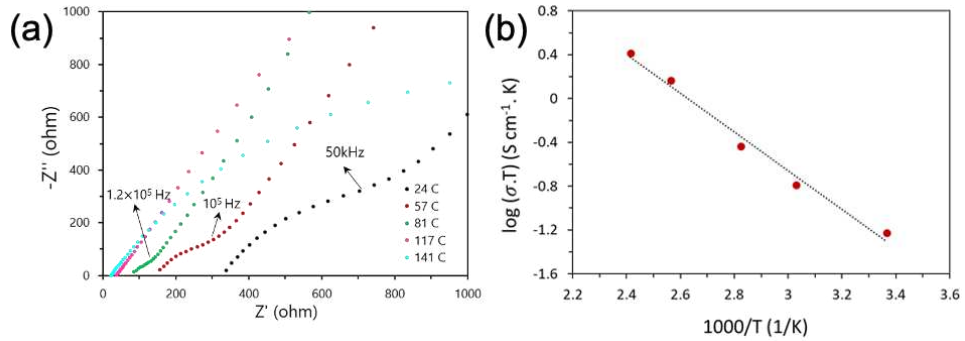 (a)
1000
800
600
400
200
0
-Z'' (ohm)
0
200
400
600
800
1000
Z' (ohm)
1.2×10⁵ Hz
10⁵ Hz
50kHz
24 C
57 C
81 C
117 C
141 C
(b)
0.8
0.4
0
-0.4
-0.8
-1.2
-1.6
log (σ.T) (S cm⁻¹. K)
2.2
2.4
2.6
2.8
3
3.2
3.4
3.6
1000/T (1/K)